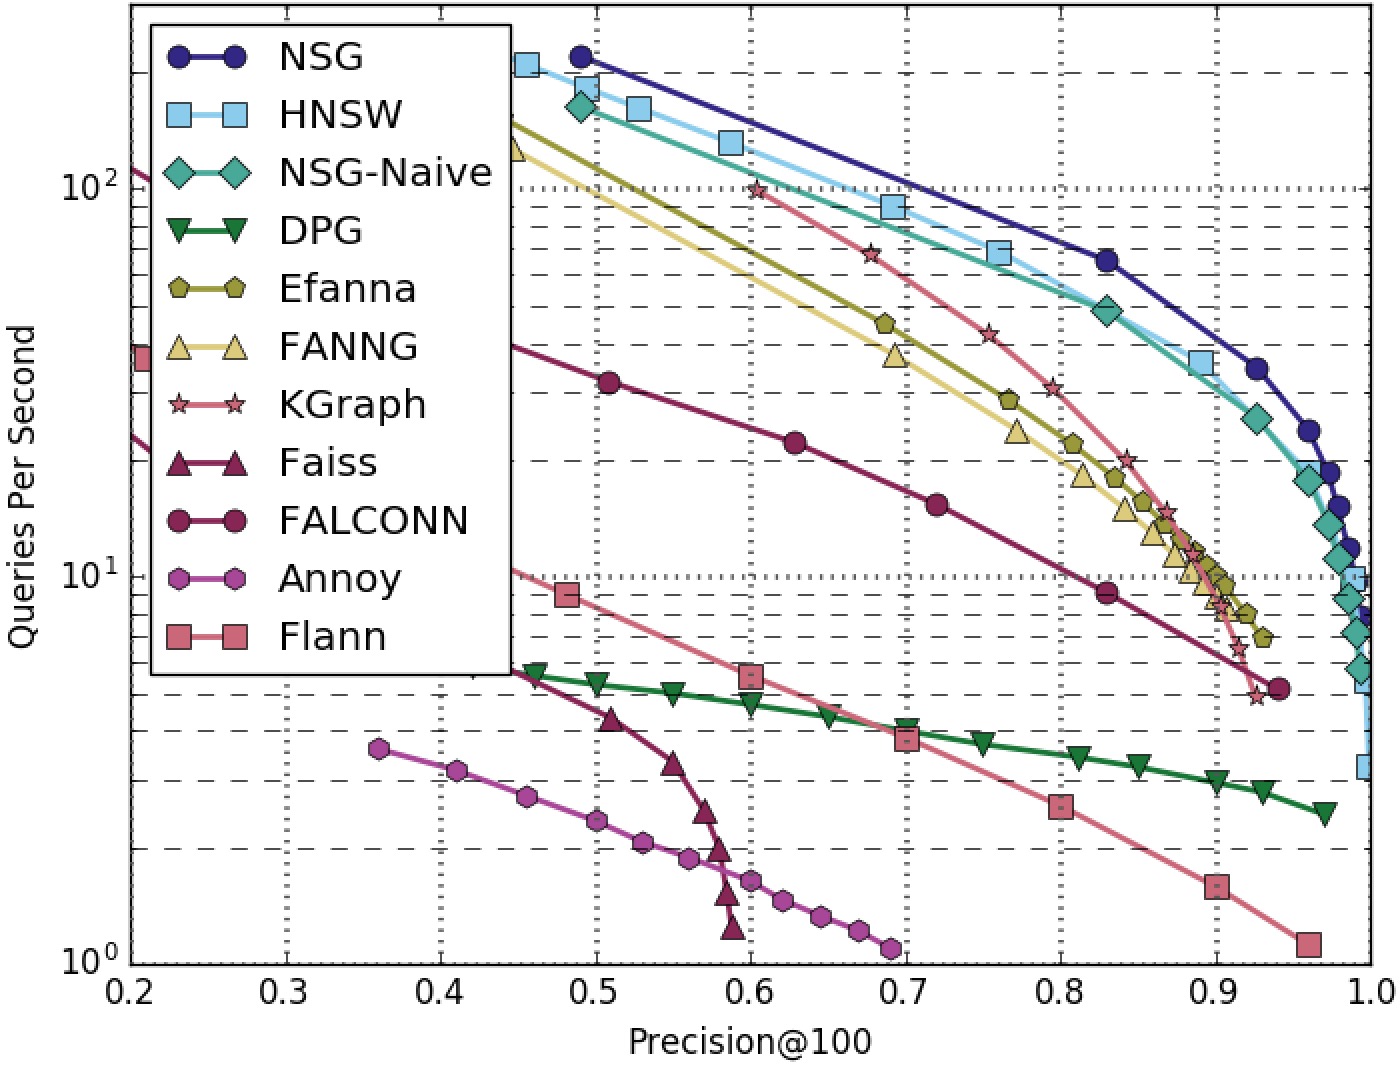 NSG
HNSW
NSG-Naive
DPG
Efanna
FANNG
KGraph
Faiss
FALCONN
Annoy
Flann
10²
10¹
10⁰
Queries Per Second
0.2 0.3 0.4 0.5 0.6 0.7 0.8 0.9 1.0
Precision@100